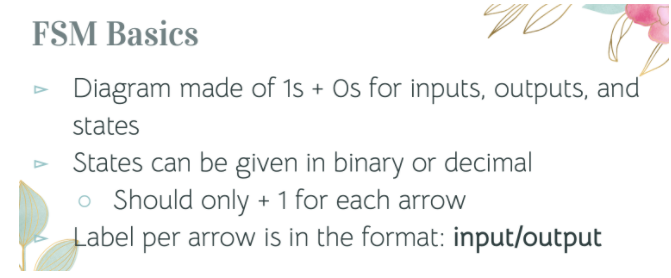 FSM Basics
Diagram made of 1s + 0s for inputs, outputs, and
states
States can be given in binary or decimal
Should only + 1 for each arrow
Label per arrow is in the format: input/output